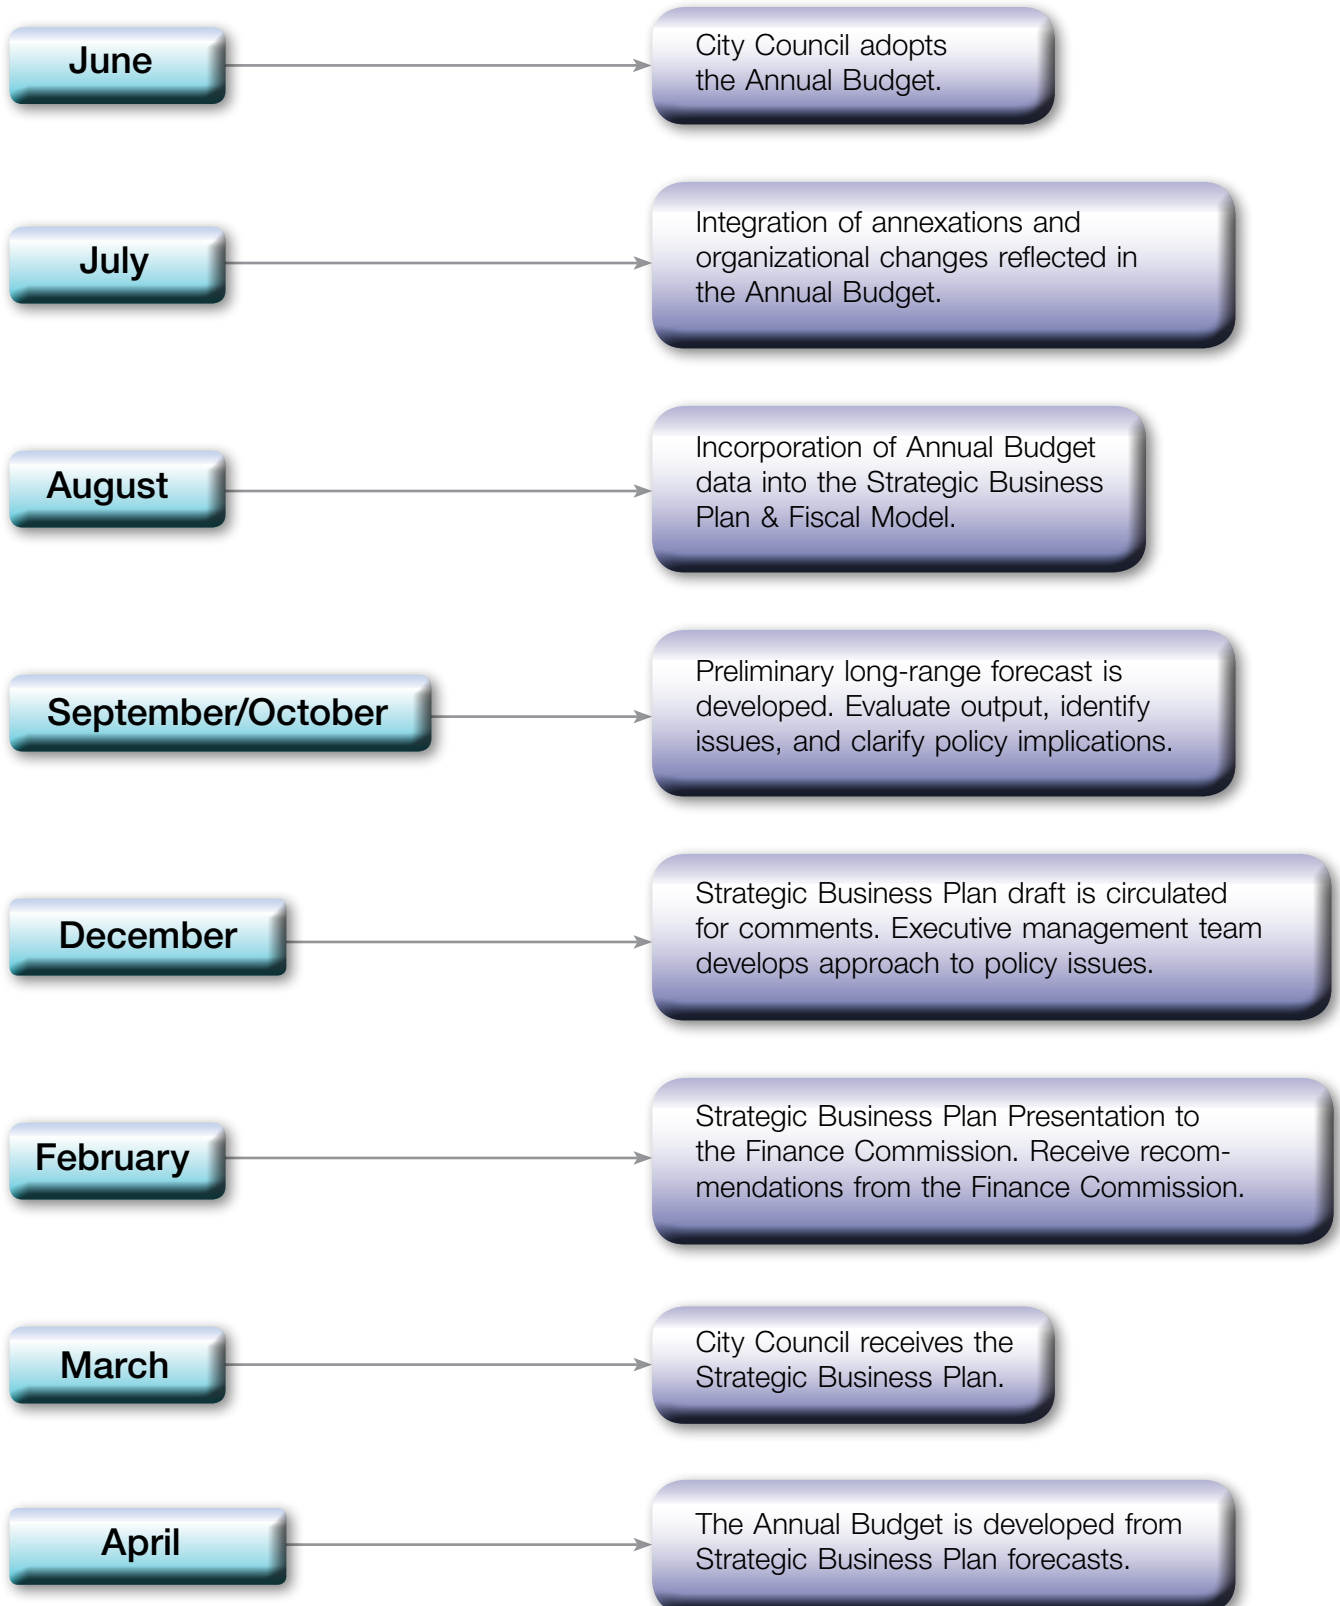 June
City Council adopts
the Annual Budget.
July
Integration of annexations and
organizational changes reflected in
the Annual Budget.
August
Incorporation of Annual Budget
data into the Strategic Business
Plan & Fiscal Model.
September/October
Preliminary long-range forecast is
developed. Evaluate output, identify
issues, and clarify policy implications.
December
Strategic Business Plan draft is circulated
for comments. Executive management team
develops approach to policy issues.
February
Strategic Business Plan Presentation to
the Finance Commission. Receive recom-
mendations from the Finance Commission.
March
City Council receives the
Strategic Business Plan.
April
The Annual Budget is developed from
Strategic Business Plan forecasts.